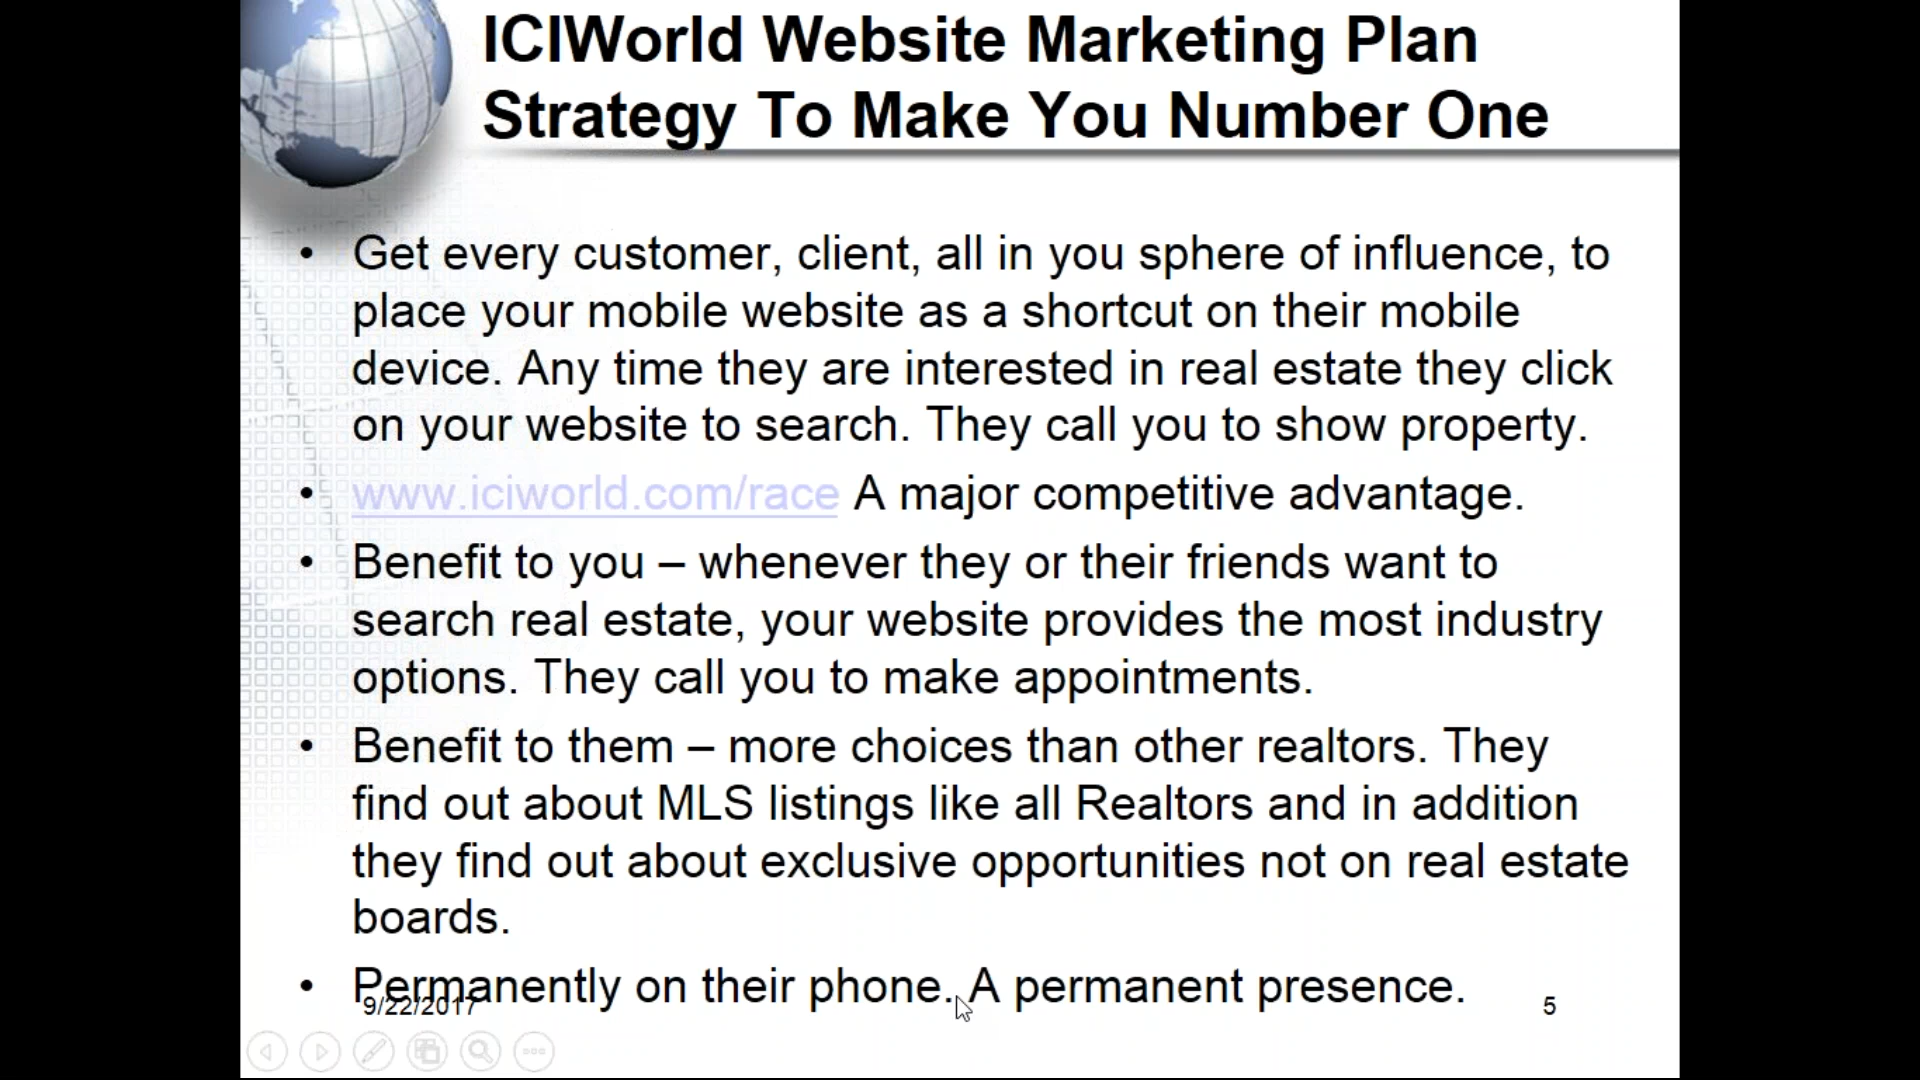 ICIWorld Website Marketing Plan
Strategy To Make You Number One
• Get every customer, client, all in you sphere of influence, to
place your mobile website as a shortcut on their mobile
device. Any time they are interested in real estate they click
on your website to search. They call you to show property.
• www.iciworld.com/race A major competitive advantage.
• Benefit to you – whenever they or their friends want to
search real estate, your website provides the most industry
options. They call you to make appointments.
• Benefit to them – more choices than other realtors. They
find out about MLS listings like all Realtors and in addition
they find out about exclusive opportunities not on real estate
boards.
• Permanently on their phone. A permanent presence.
9/22/2017
5